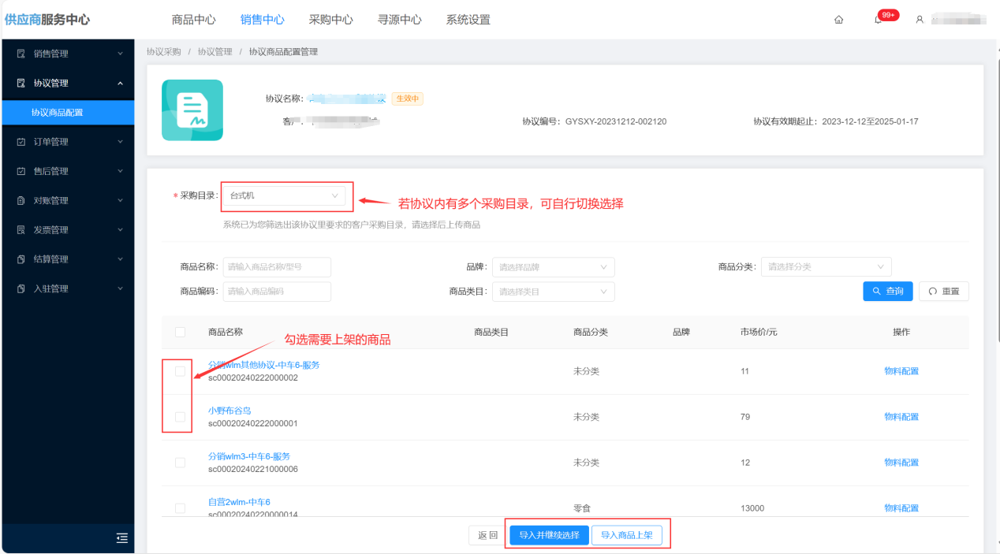 供应商服务中心 商品中心 销售中心 采购中心 寻源中心 系统设置 99+
销售管理
协议管理
协议商品配置
订单管理
售后管理
对账管理
发票管理
结算管理
入驻管理
协议采购 / 协议管理 / 协议商品配置管理
协议名称： 生效中
客户： 协议编号：GYSXY-20231212-002120 协议有效期起止：2023-12-12至2025-01-17
* 采购目录： 台式机
若协议内有多个采购目录，可自行切换选择
系统已为您筛选出该协议里要求的客户采购目录，请选择后上传商品
商品名称： 请输入商品名称/型号 品牌： 请选择品牌 商品分类： 请选择分类
商品编码： 请输入商品编码 商品类目： 请选择类目 查询 重置
商品名称 商品类目 商品分类 品牌 市场价/元 操作
勾选需要上架的商品
分销wlm其他协议-中车6-服务
sc00020240222000002 未分类 11 物料配置
小野布谷鸟
sc00020240222000001 未分类 79 物料配置
分销wlm3-中车6-服务
sc00020240221000006 未分类 12 物料配置
自营2wlm-中车6
sc00020240220000014 零食 13000 物料配置
返 回 导入并继续选择 导入商品上架